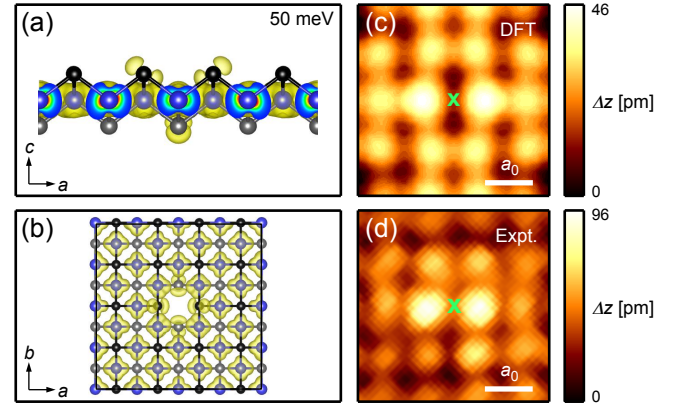 (a)
50 meV
c
a
(b)
b
a
(c)
DFT
x
a₀
46
Δz [pm]
0
(d)
Expt.
x
a₀
96
Δz [pm]
0